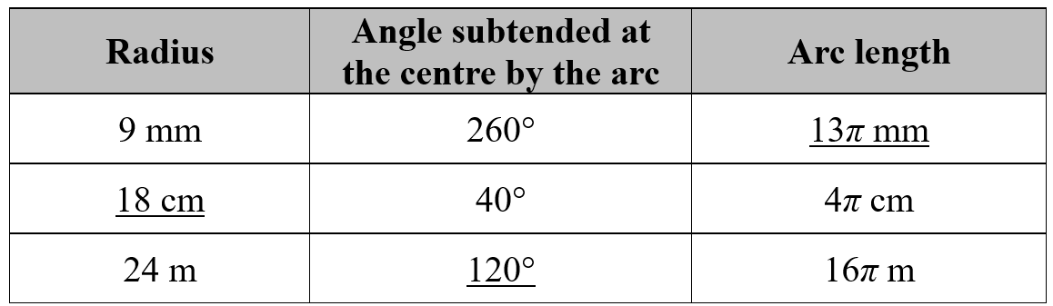 Radius
Angle subtended at
the centre by the arc
Arc length
9 mm
260°
13π mm
18 cm
40°
4π cm
24 m
120°
16π m